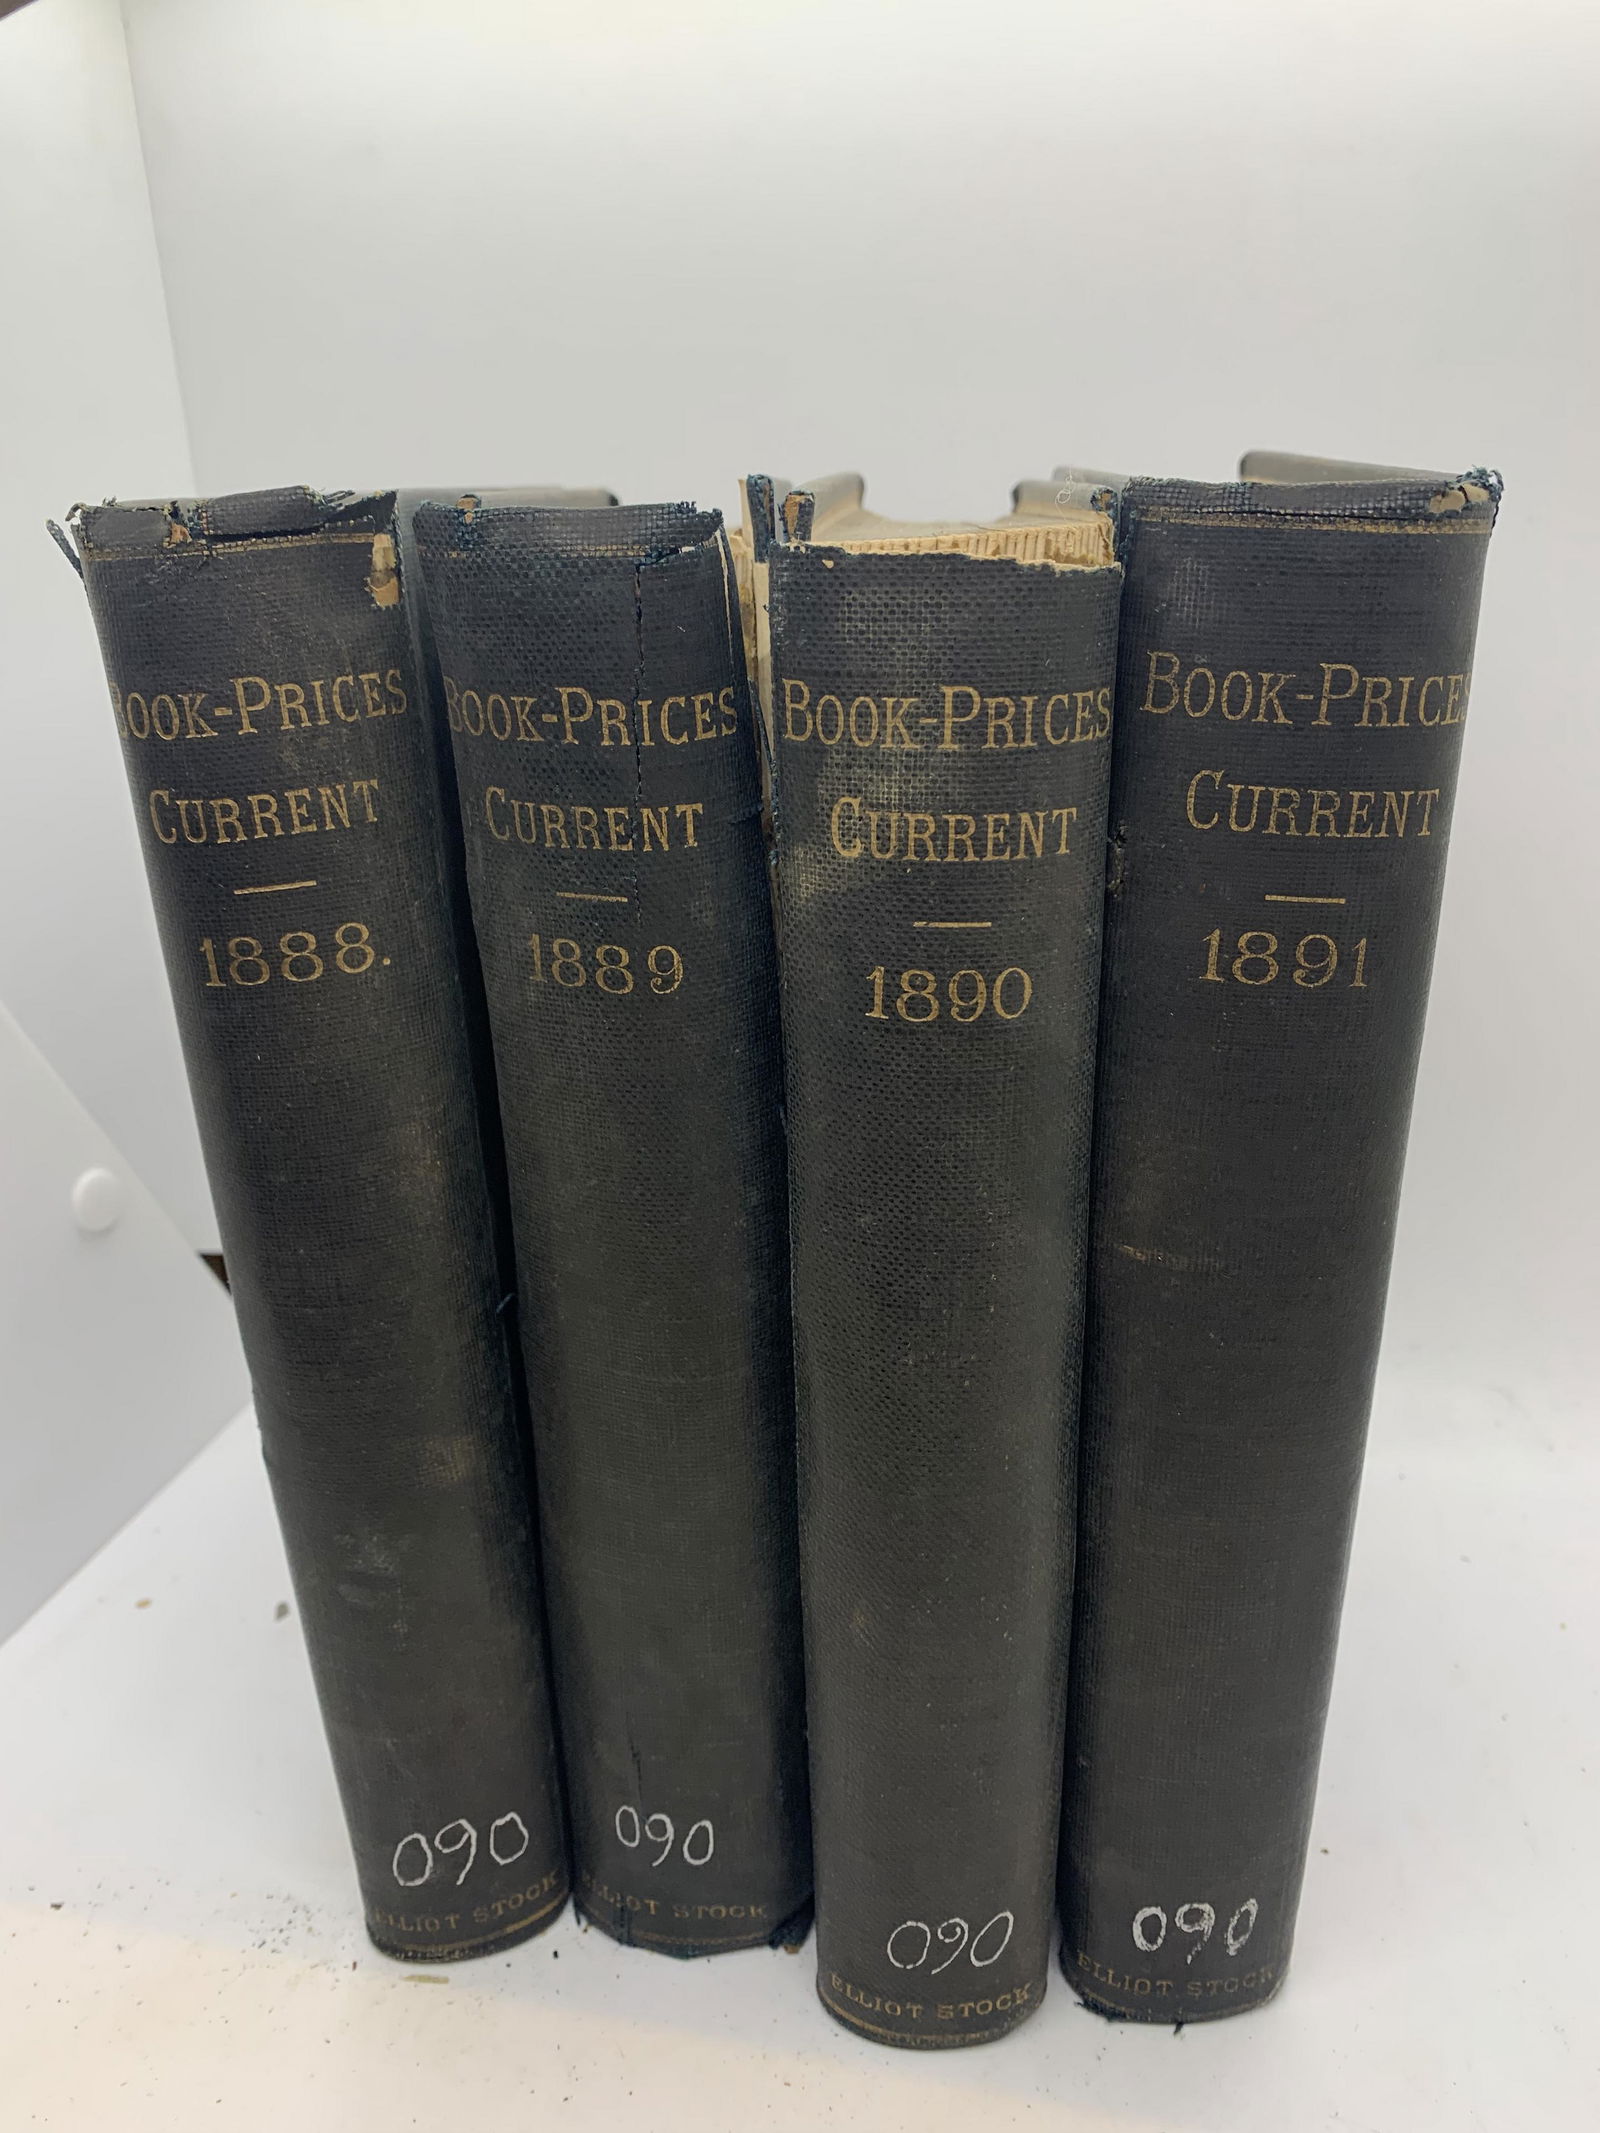 BOOK-PRICES
CURRENT
1888.
090
ELLIOT STOCK
BOOK-PRICES
CURRENT
1889
090
ELLIOT STOCK
BOOK-PRICES
CURRENT
1890
090
ELLIOT STOCK
BOOK-PRICES
CURRENT
1891
090
ELLIOT STOCK